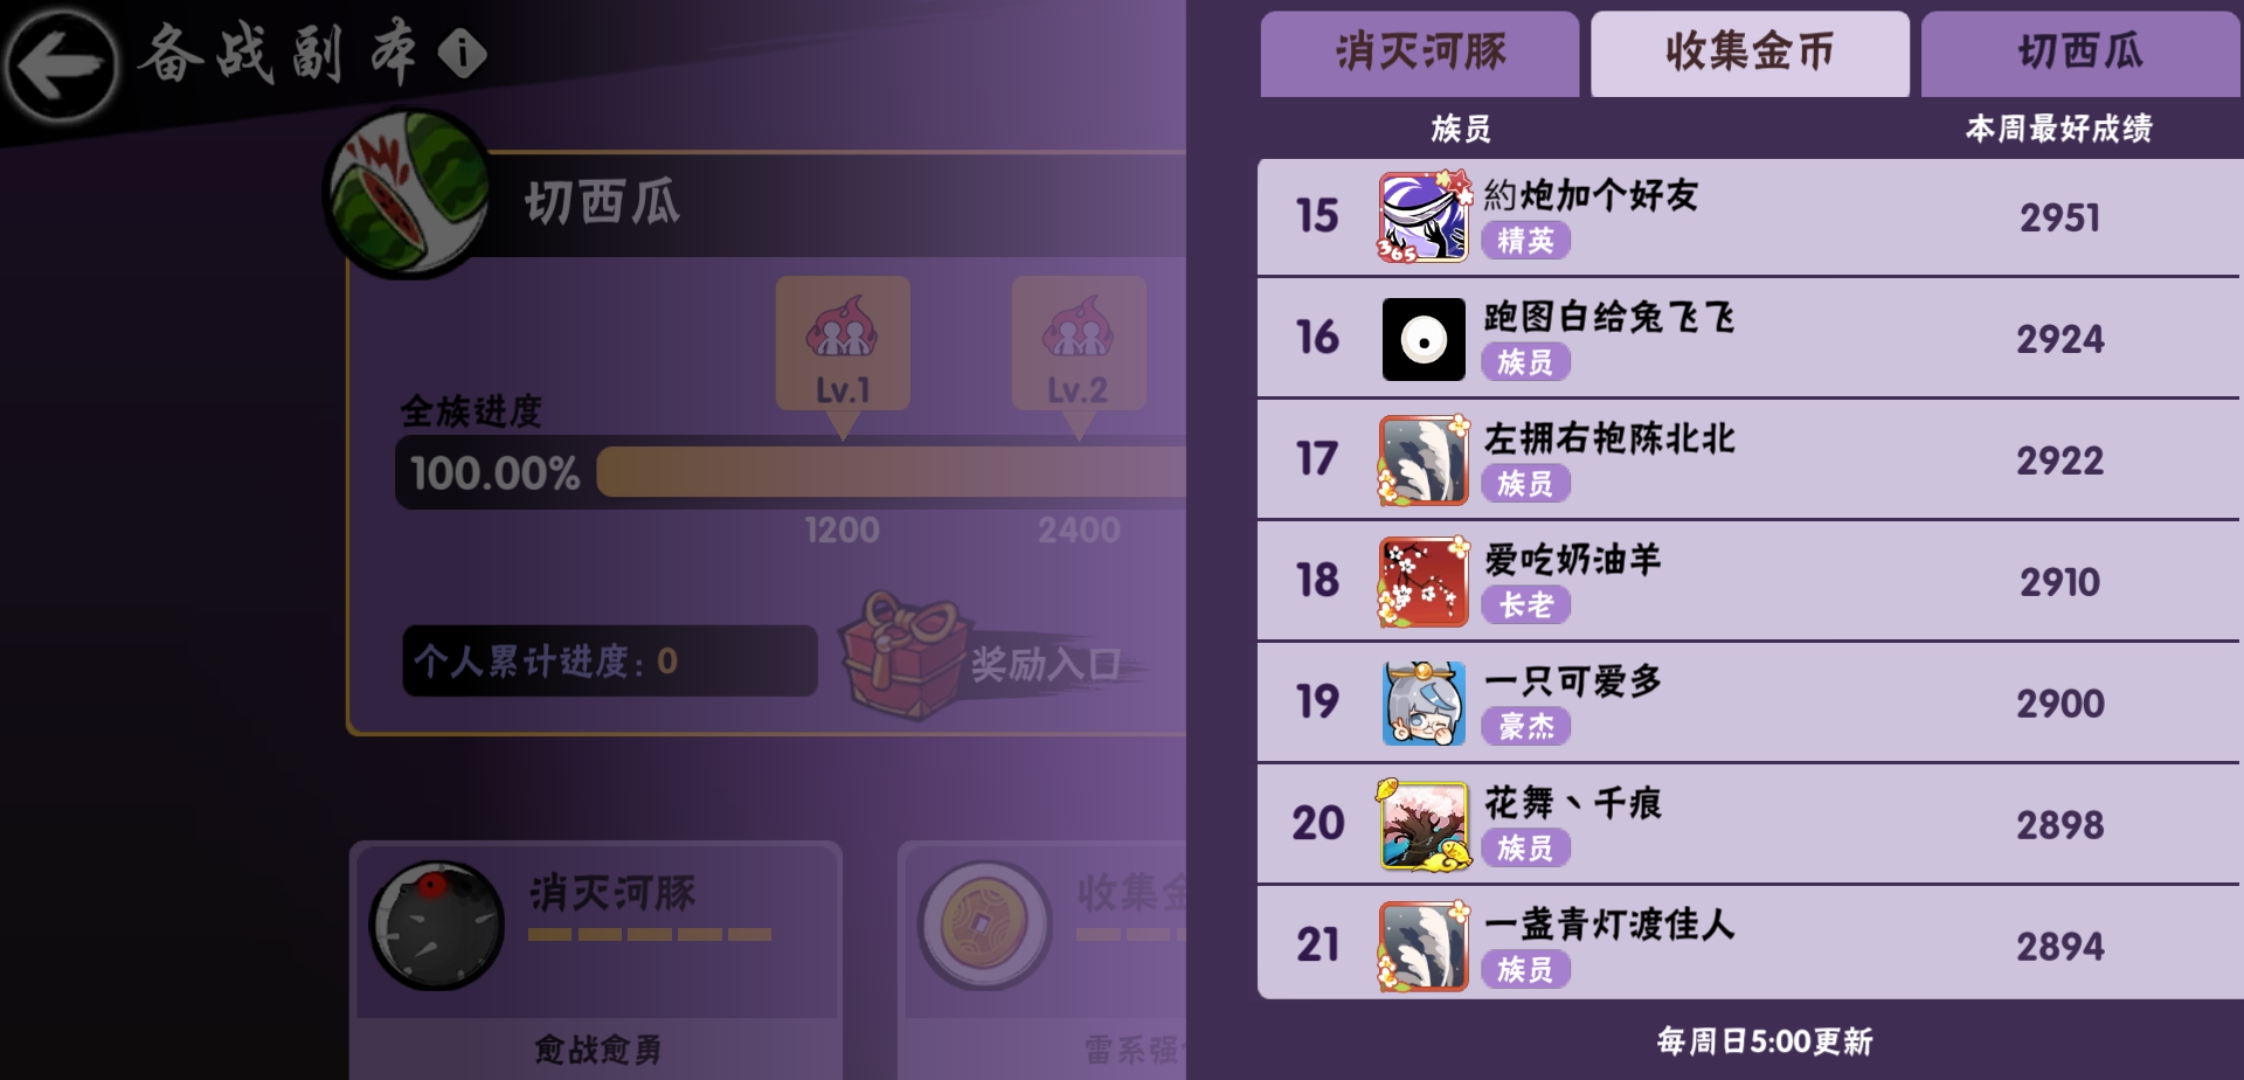 备战副本
切西瓜
Lv.1
Lv.2
全族进度
100.00%
1200
2400
个人累计进度:0
奖励入口
消灭河豚
愈战愈勇
收集金
雷系强
消灭河豚
收集金币
切西瓜
族员
本周最好成绩
15
約炮加个好友
精英
2951
365
16
跑图白给兔飞飞
族员
2924
17
左拥右抱陈北北
族员
2922
18
爱吃奶油羊
长老
2910
19
一只可爱多
豪杰
2900
20
花舞丶千痕
族员
2898
21
一盏青灯渡佳人
族员
2894
每周日5:00更新